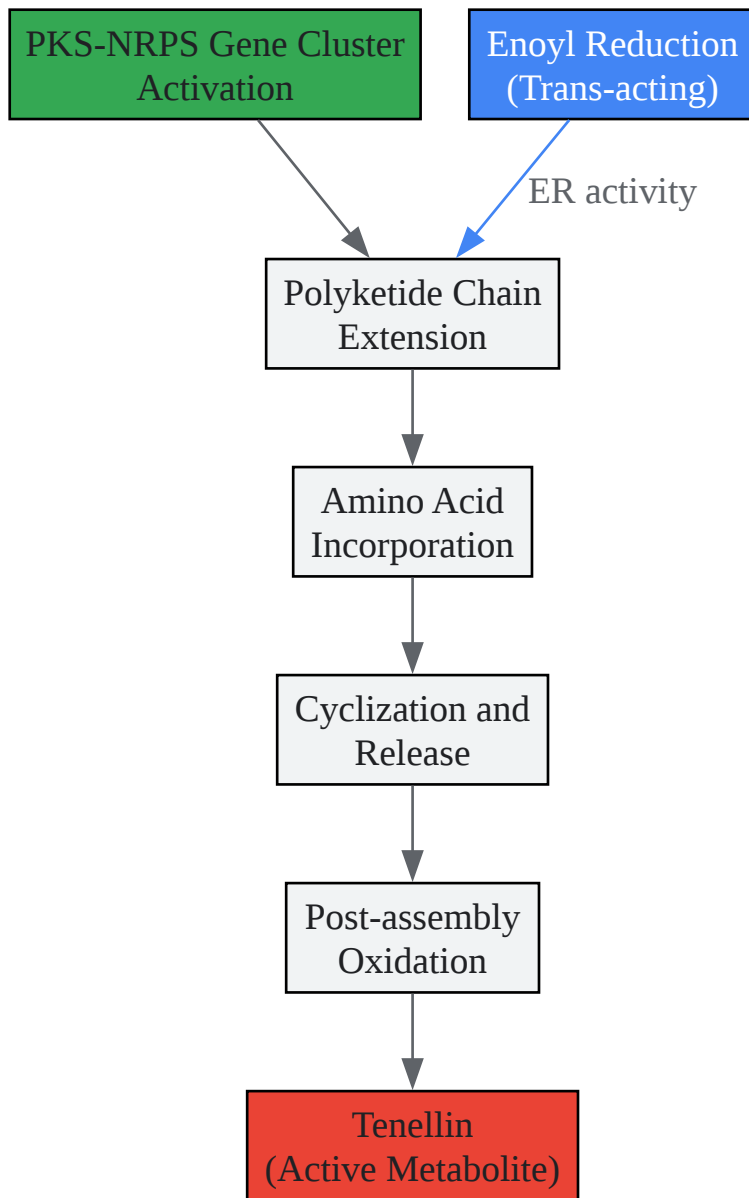 PKS-NRPS Gene Cluster
Activation
Enoyl Reduction
(Trans-acting)
ER activity
Polyketide Chain
Extension
Amino Acid
Incorporation
Cyclization and
Release
Post-assembly
Oxidation
Tenellin
(Active Metabolite)